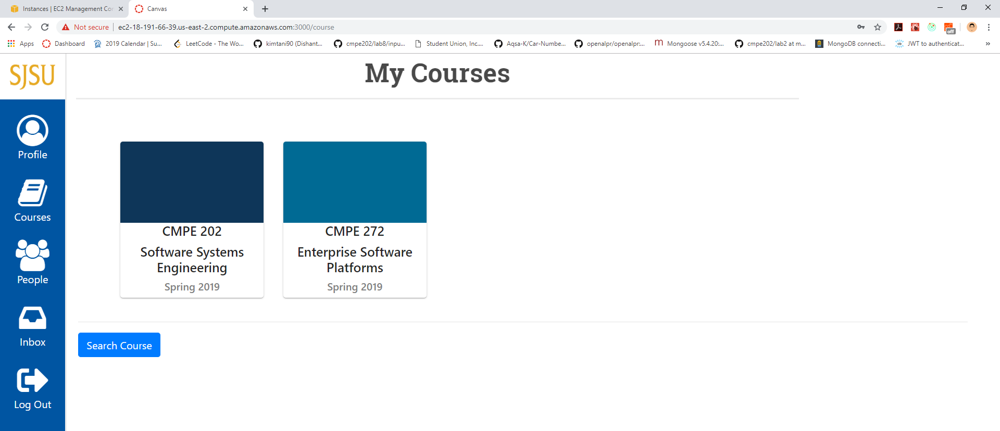 Instances | EC2 Management Con
Canvas
Not secure
ec2-18-191-66-39.us-east-2.compute.amazonaws.com:3000/course
off
Apps
Dashboard
2019 Calendar | Su...
LeetCode - The Wo...
kimtani90 (Dishant...
cmpe202/lab8/inpu...
Student Union, Inc....
Aqsa-K/Car-Numbe...
openalpr/openalpr:...
m
Mongoose v5.4.20:...
cmpe202/lab2 at m...
MongoDB connecti...
JWT to authenticat...
SJSU
My Courses
Profile
Courses
People
Inbox
Log Out
CMPE 202
Software Systems
Engineering
Spring 2019
CMPE 272
Enterprise Software
Platforms
Spring 2019
Search Course